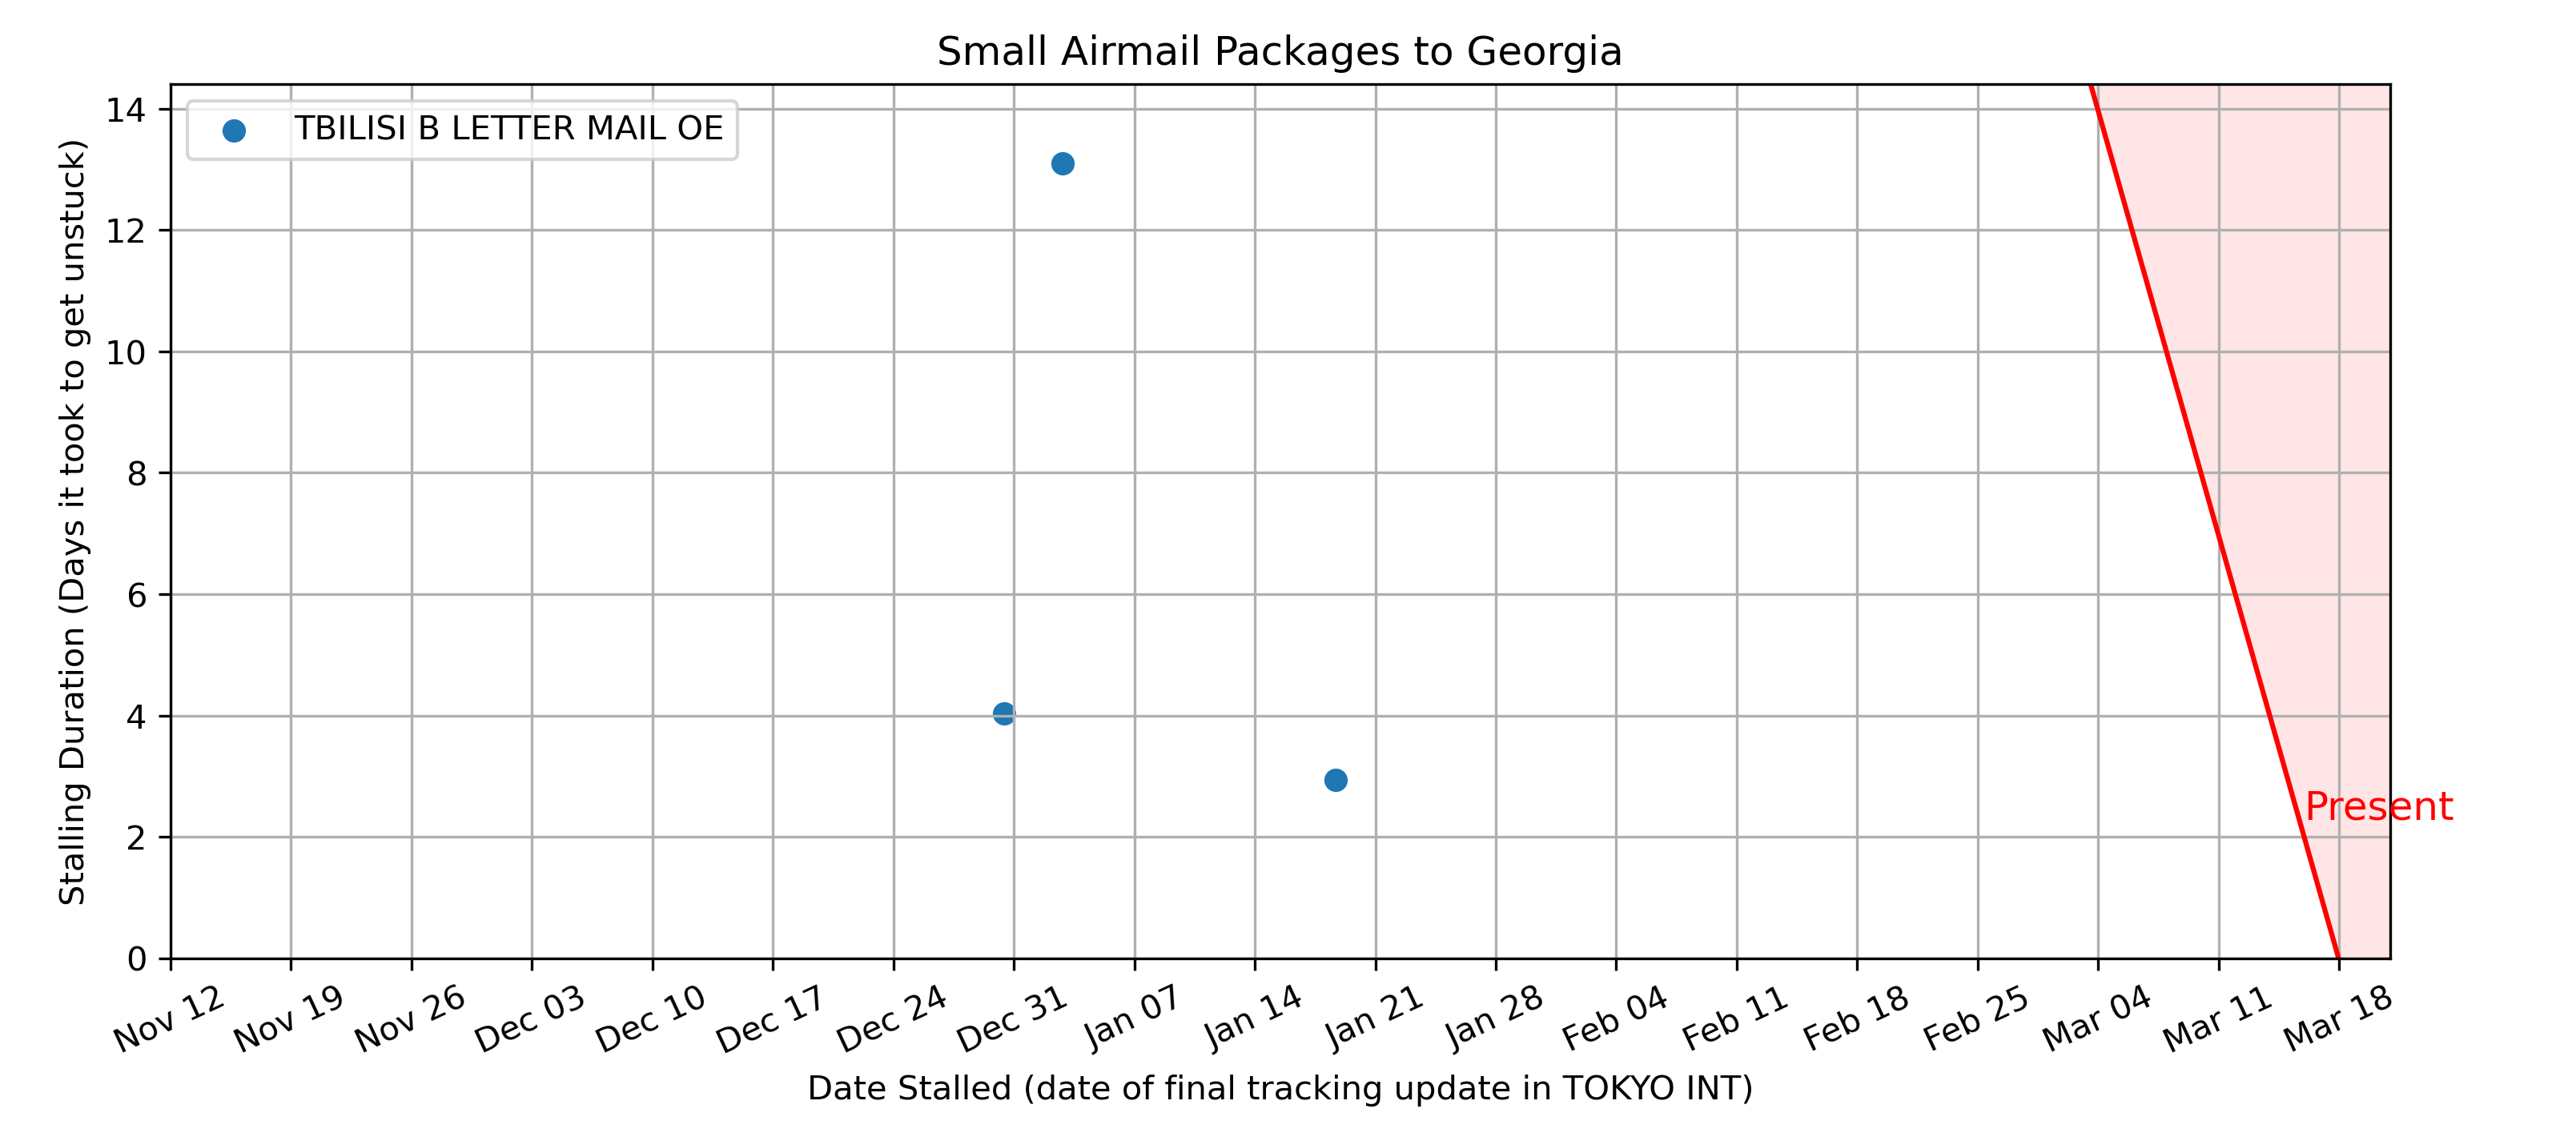 Small Airmail Packages to Georgia
TBILISI B LETTER MAIL OE
Stalling Duration (Days it took to get unstuck)
14
12
10
8
6
4
2
0
Present
Nov 12
Nov 19
Nov 26
Dec 03
Dec 10
Dec 17
Dec 24
Dec 31
Jan 07
Jan 14
Jan 21
Jan 28
Feb 04
Feb 11
Feb 18
Feb 25
Mar 04
Mar 11
Mar 18
Date Stalled (date of final tracking update in TOKYO INT)